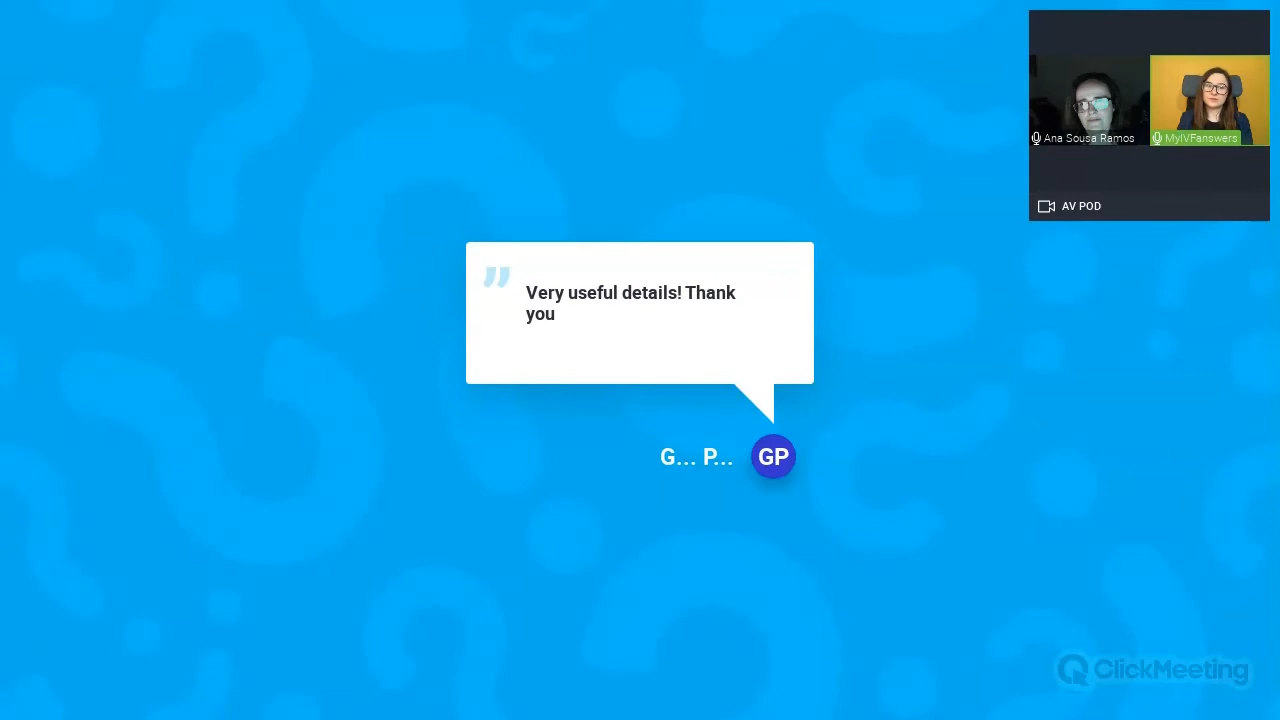 Ana Sousa Ramos
MyIVFanswers
AV POD
" Very useful details! Thank
you
G... P...
GP
ClickMeeting